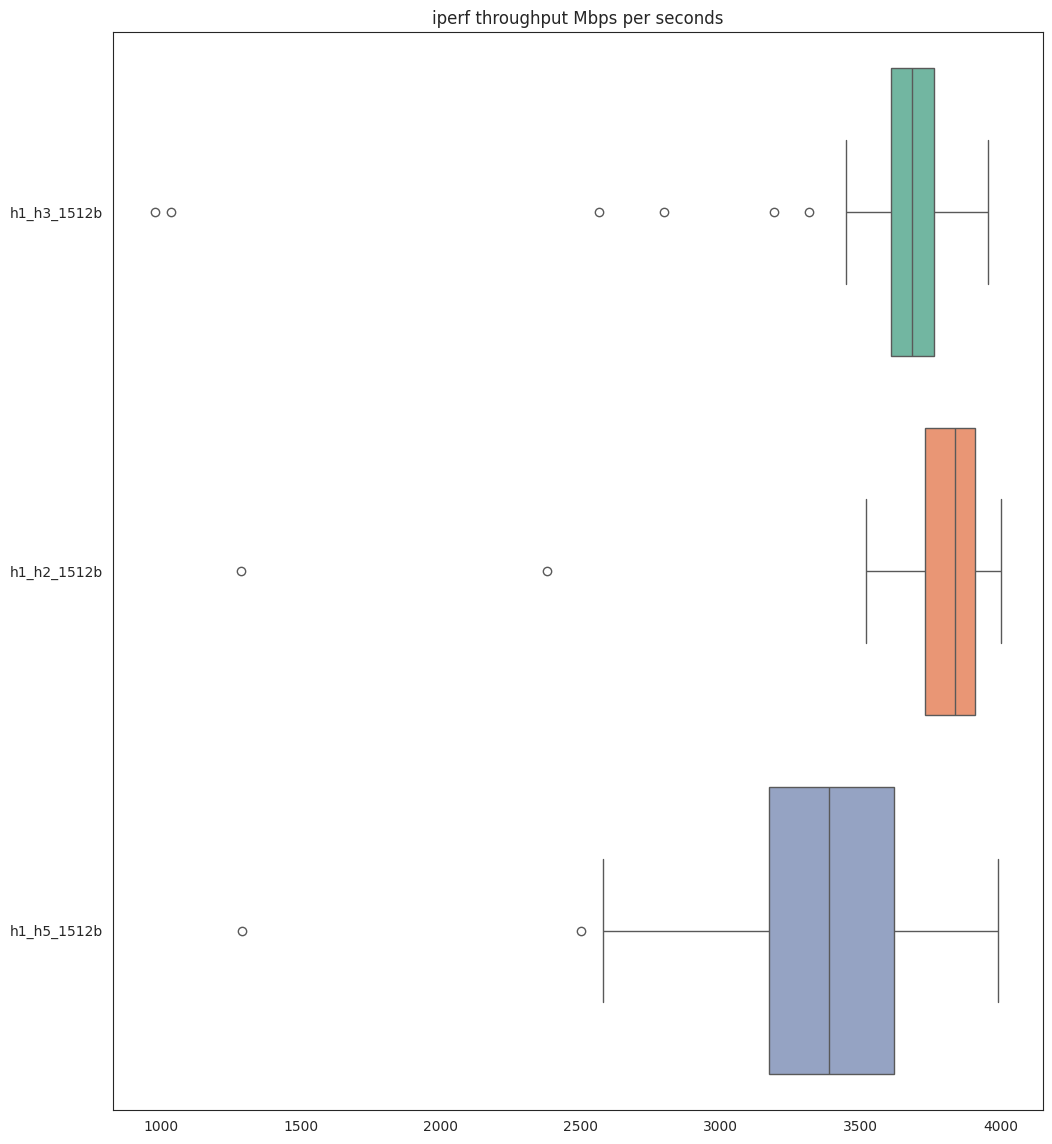 iperf throughput Mbps per seconds
h1_h3_1512b
h1_h2_1512b
h1_h5_1512b
1000 1500 2000 2500 3000 3500 4000